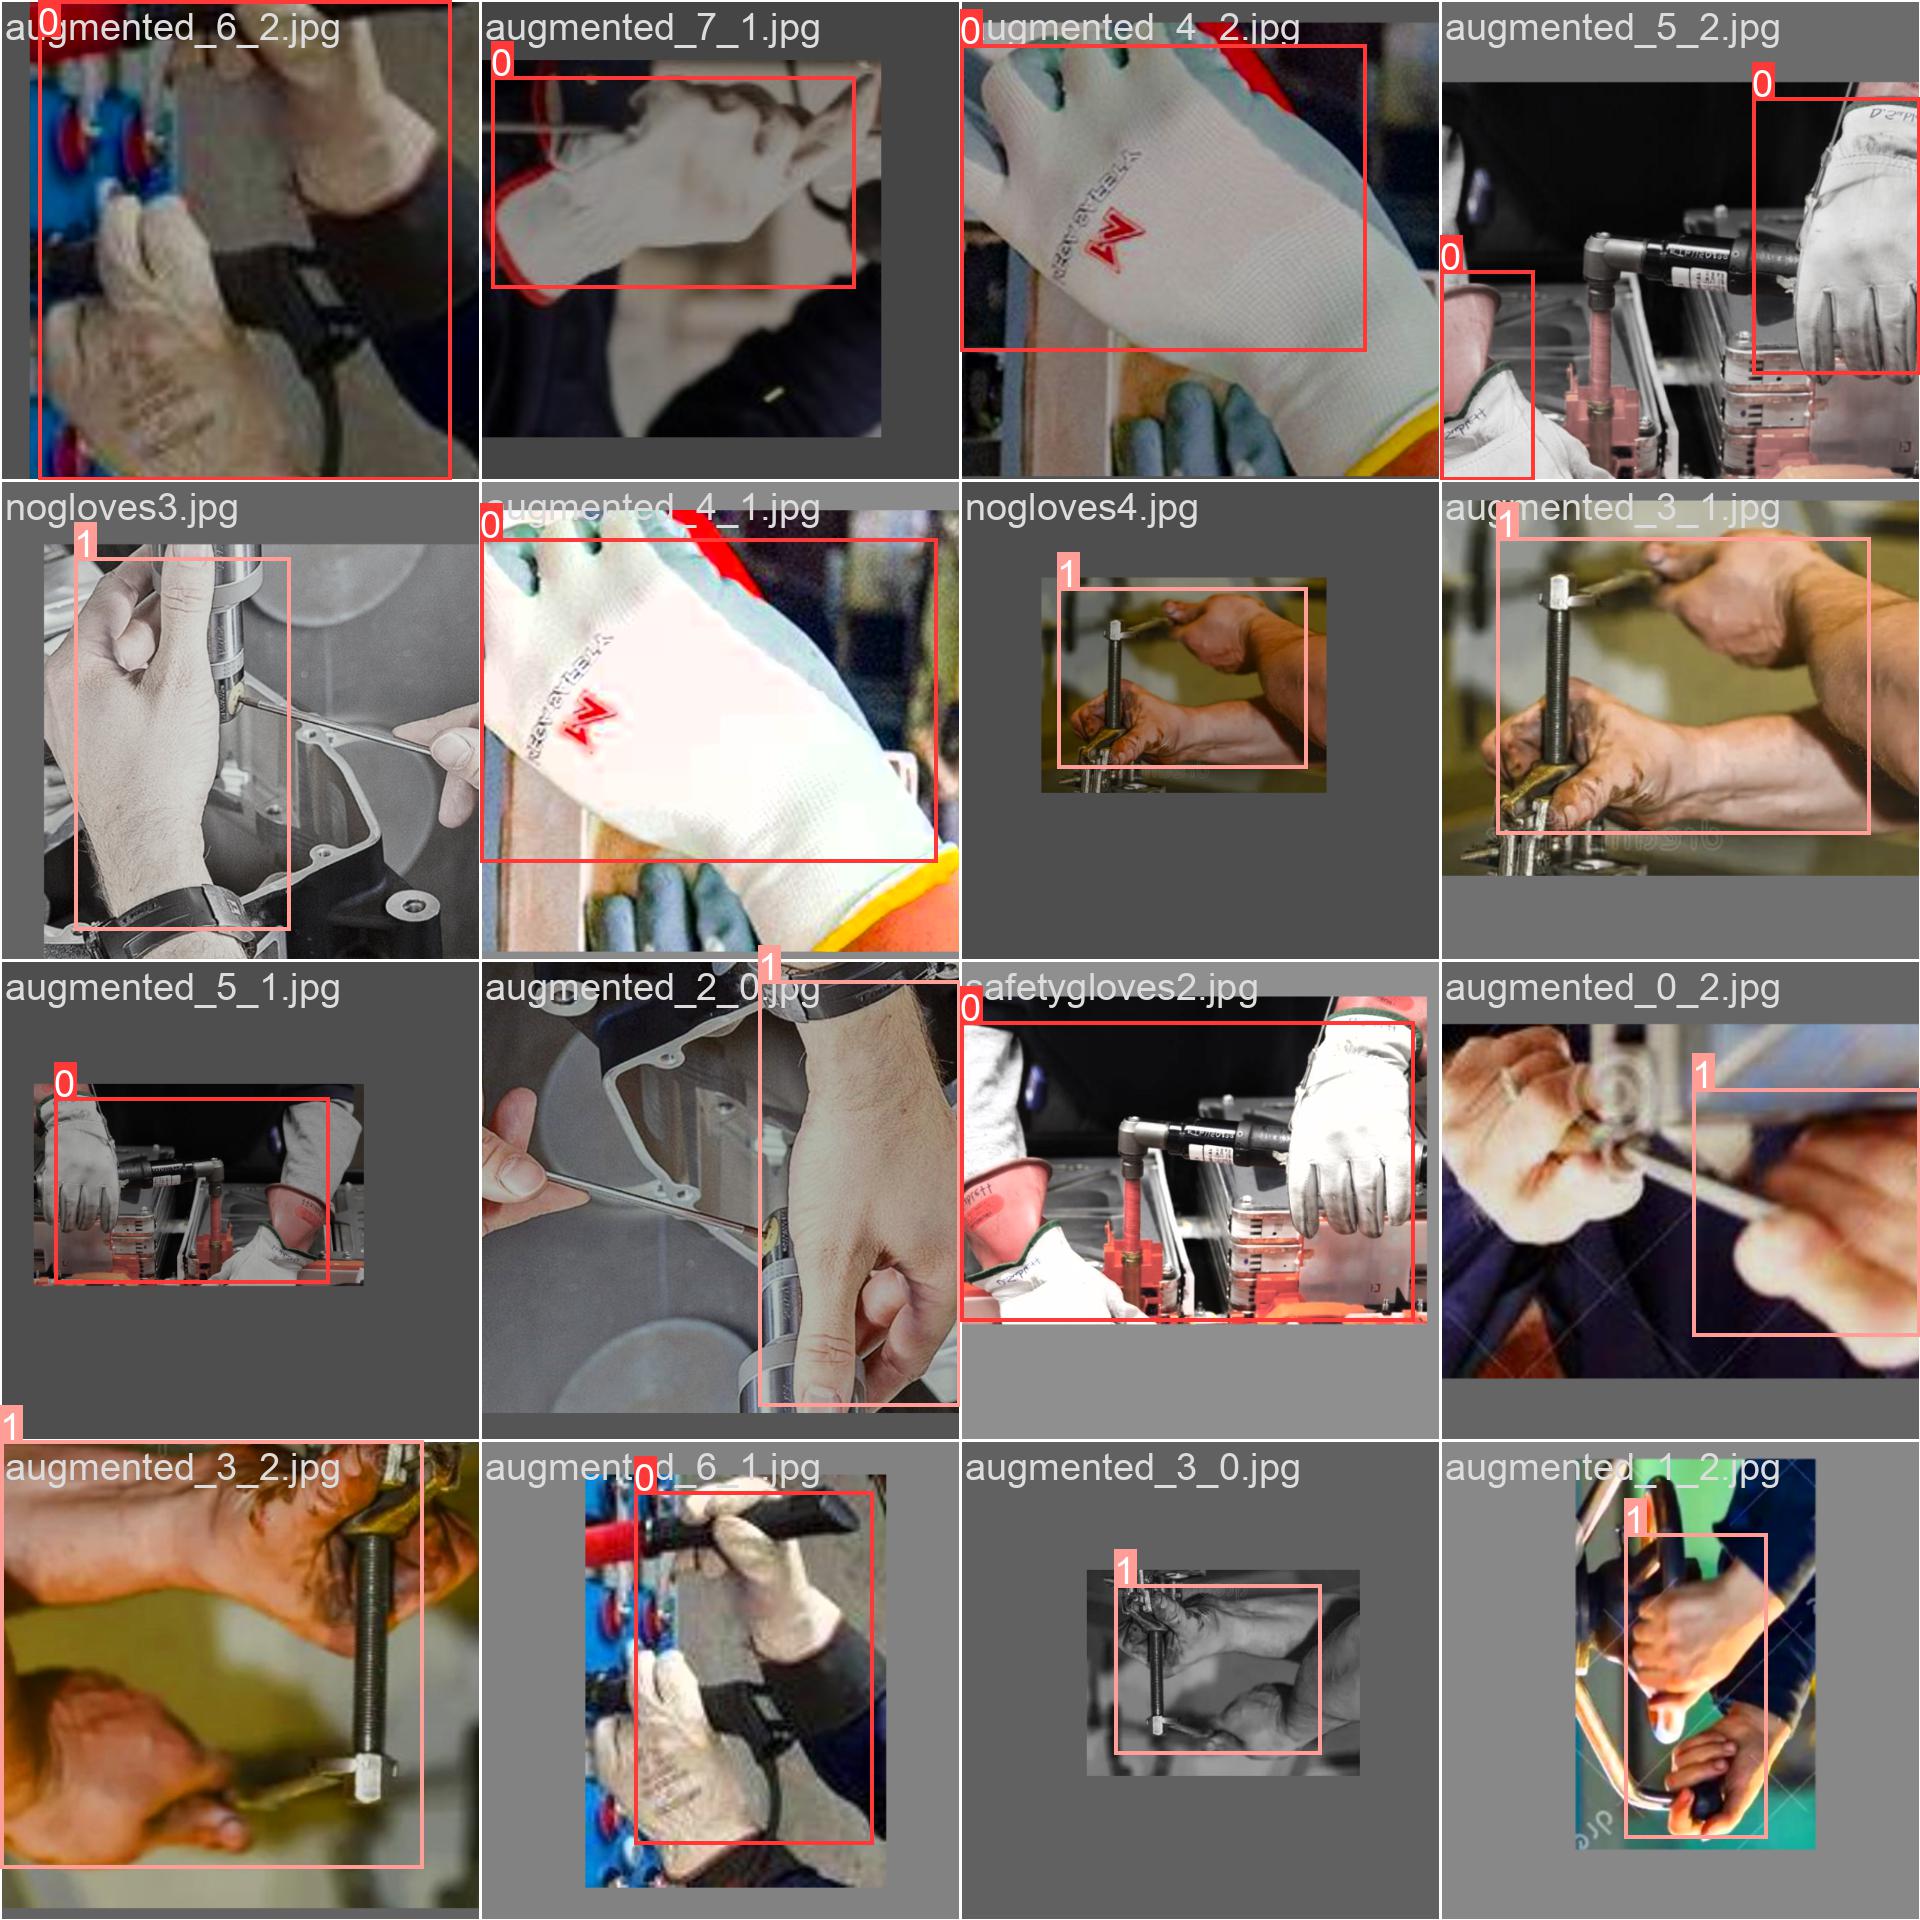 augmented_6_2.jpg
0
augmented_7_1.jpg
0
augmented_4_2.jpg
0
augmented_5_2.jpg
0
0
nogloves3.jpg
1
augmented_4_1.jpg
0
nogloves4.jpg
1
augmented_3_1.jpg
1
augmented_5_1.jpg
0
augmented_2_0.jpg
1
safetygloves2.jpg
0
augmented_0_2.jpg
1
augmented_3_2.jpg
1
augmented_6_1.jpg
0
augmented_3_0.jpg
1
augmented_1_2.jpg
1